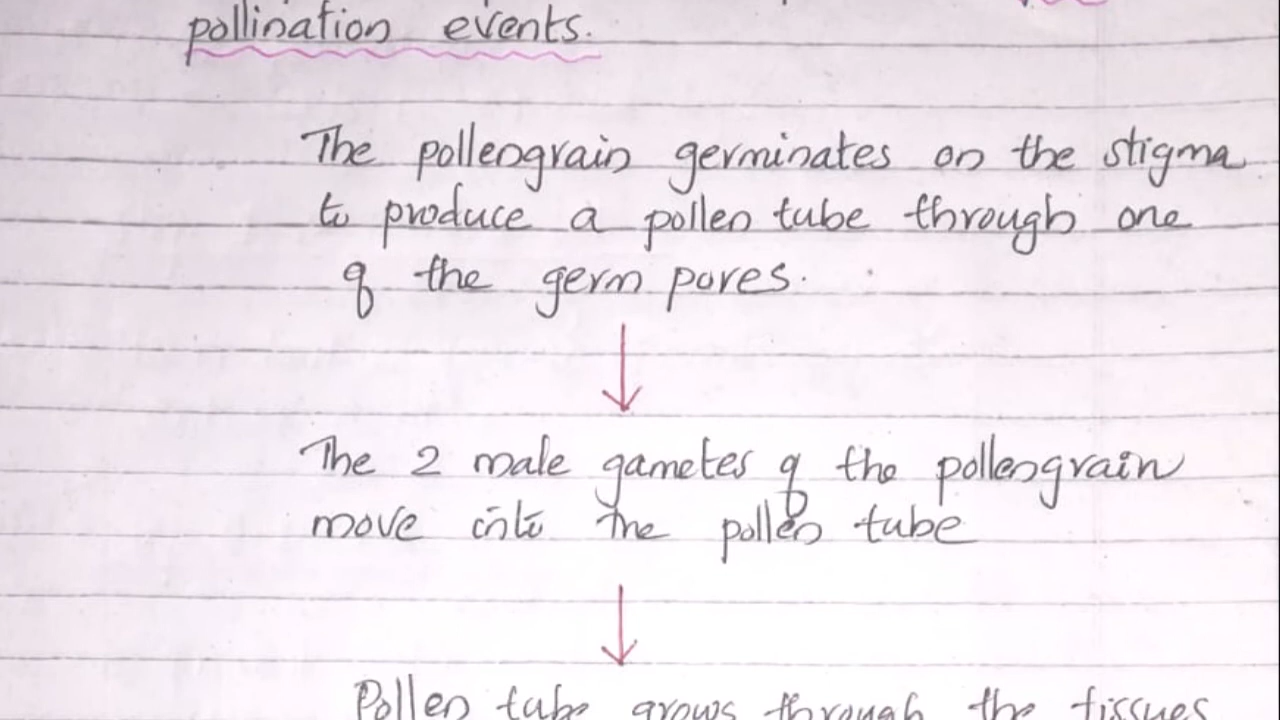 pollination events.
The pollengrain germinates on the stigma
to produce a pollen tube through one
of the germ pores.
The 2 male gametes of the pollengrain
move into the pollen tube
Pollen tube grows through the tissues